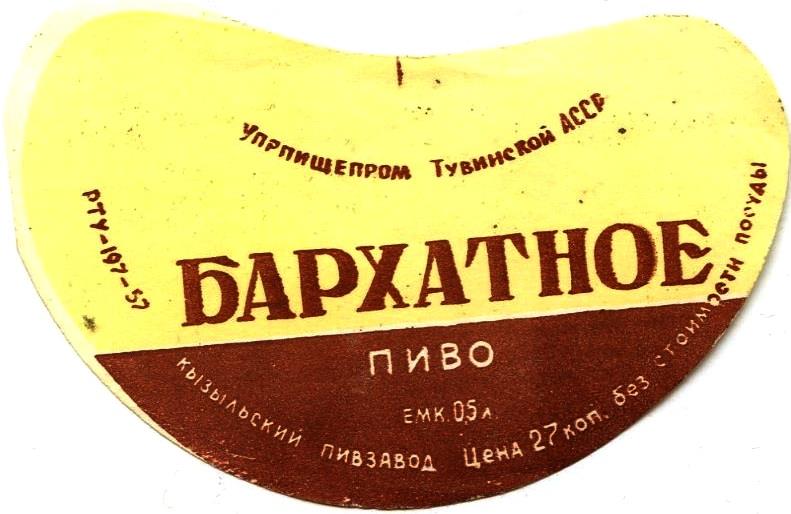 УПРПИЩЕПРОМ ТУВИНСКОЙ АССР
РТУ-197-57
БАРХАТНОЕ
ПИВО
ЕМК. 0,5 л.
КЫЗЫЛЬСКИЙ ПИВЗАВОД Цена 27 коп. без стоимости посуды